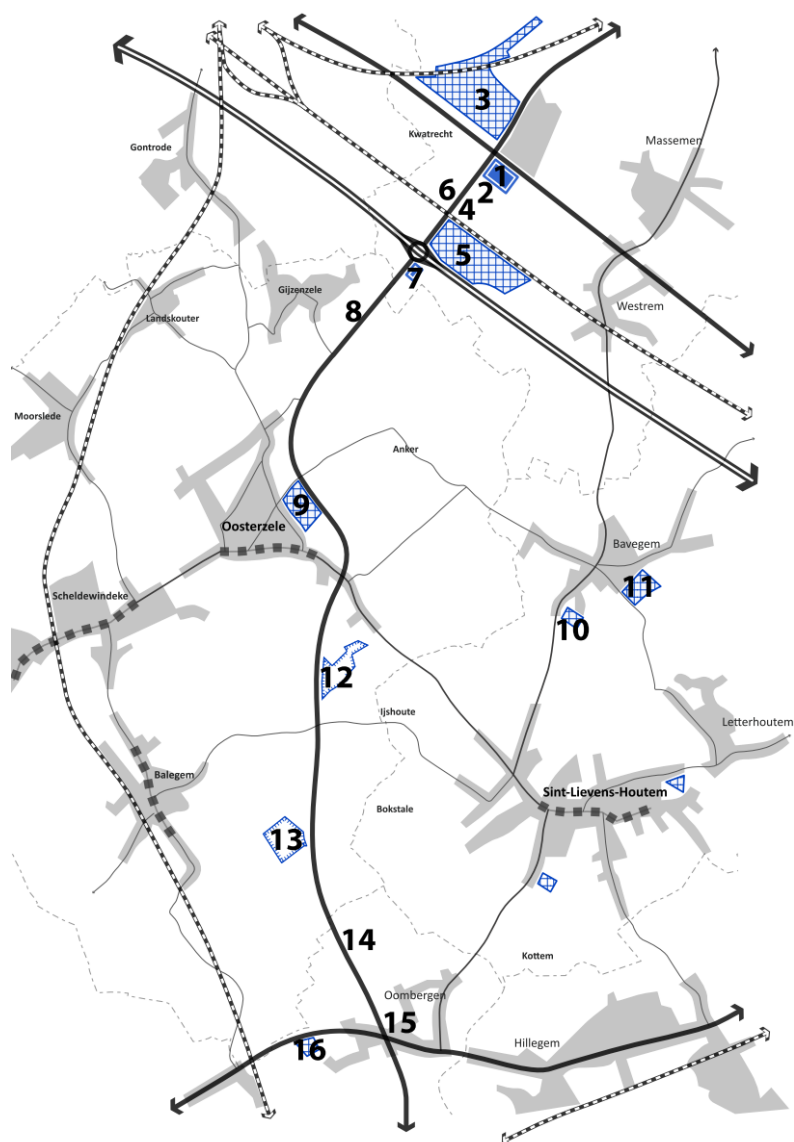 3
Kwatrecht
Massemen
Gontrode
1
6
2
4
5
7
Gijzenzele
8
Westrem
Landskouter
Moorslede
Anker
9
Oosterzele
Bavegem
11
Scheldewindeke
10
12
Ijshoute
Letterhoutem
Balegem
Sint-Lievens-Houtem
Bokstale
13
14
Kottem
Oombergen
15
Hillegem
16